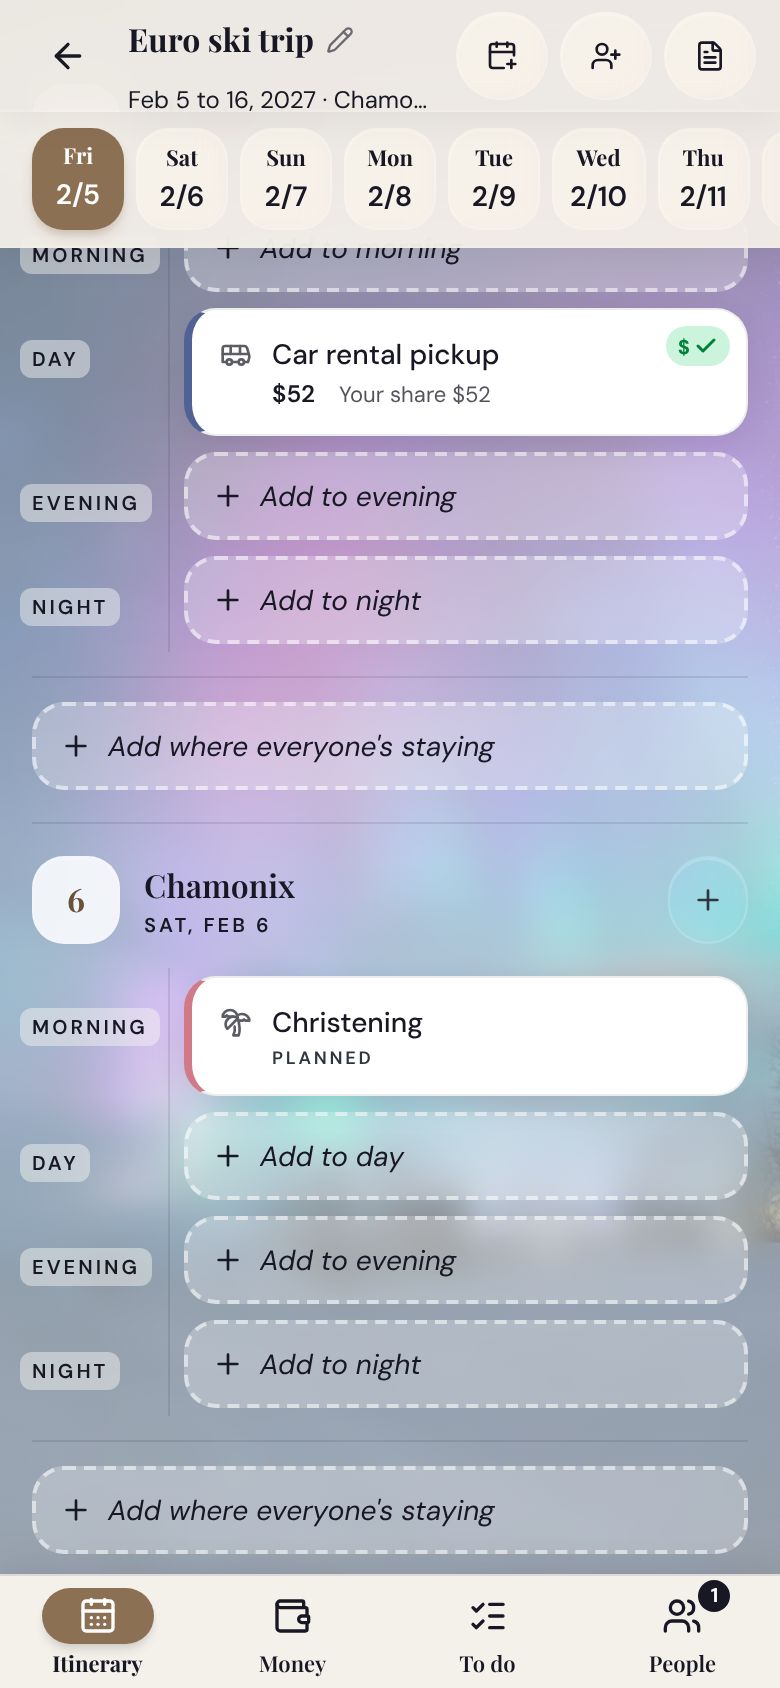 Euro ski trip
Feb 5 to 16, 2027 · Chamo...
Fri
2/5
Sat
2/6
Sun
2/7
Mon
2/8
Tue
2/9
Wed
2/10
Thu
2/11
MORNING
+ Add to morning
DAY
Car rental pickup
$ ✓
$52 Your share $52
EVENING
+ Add to evening
NIGHT
+ Add to night
+ Add where everyone's staying
6
Chamonix
SAT, FEB 6
+
MORNING
Christening
PLANNED
DAY
+ Add to day
EVENING
+ Add to evening
NIGHT
+ Add to night
+ Add where everyone's staying
1
Itinerary
Money
To do
People